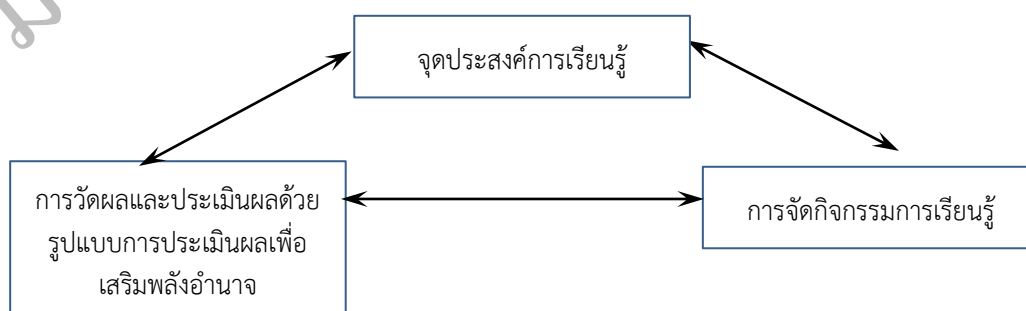 จุดประสงค์การเรียนรู้
การวัดผลและประเมินผลด้วย
รูปแบบการประเมินผลเพื่อ
เสริมพลังอำนาจ
การจัดกิจกรรมการเรียนรู้